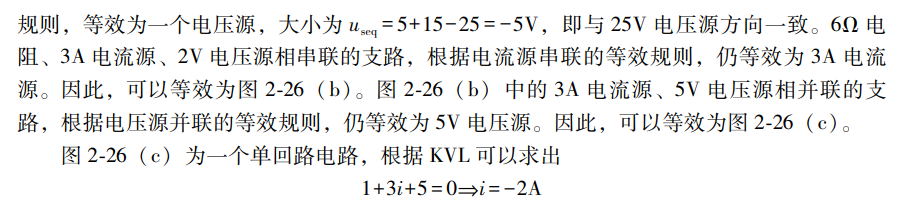 规则，等效为一个电压源，大小为 u_seq = 5+15-25 = -5V，即与 25V 电压源方向一致。6Ω 电
阻、3A 电流源、2V 电压源相串联的支路，根据电流源串联的等效规则，仍等效为 3A 电流
源。因此，可以等效为图 2-26（b）。图 2-26（b）中的 3A 电流源、5V 电压源相并联的支
路，根据电压源并联的等效规则，仍等效为 5V 电压源。因此，可以等效为图 2-26（c）。
图 2-26（c）为一个单回路电路，根据 KVL 可以求出
1+3i+5=0⇒i=-2A